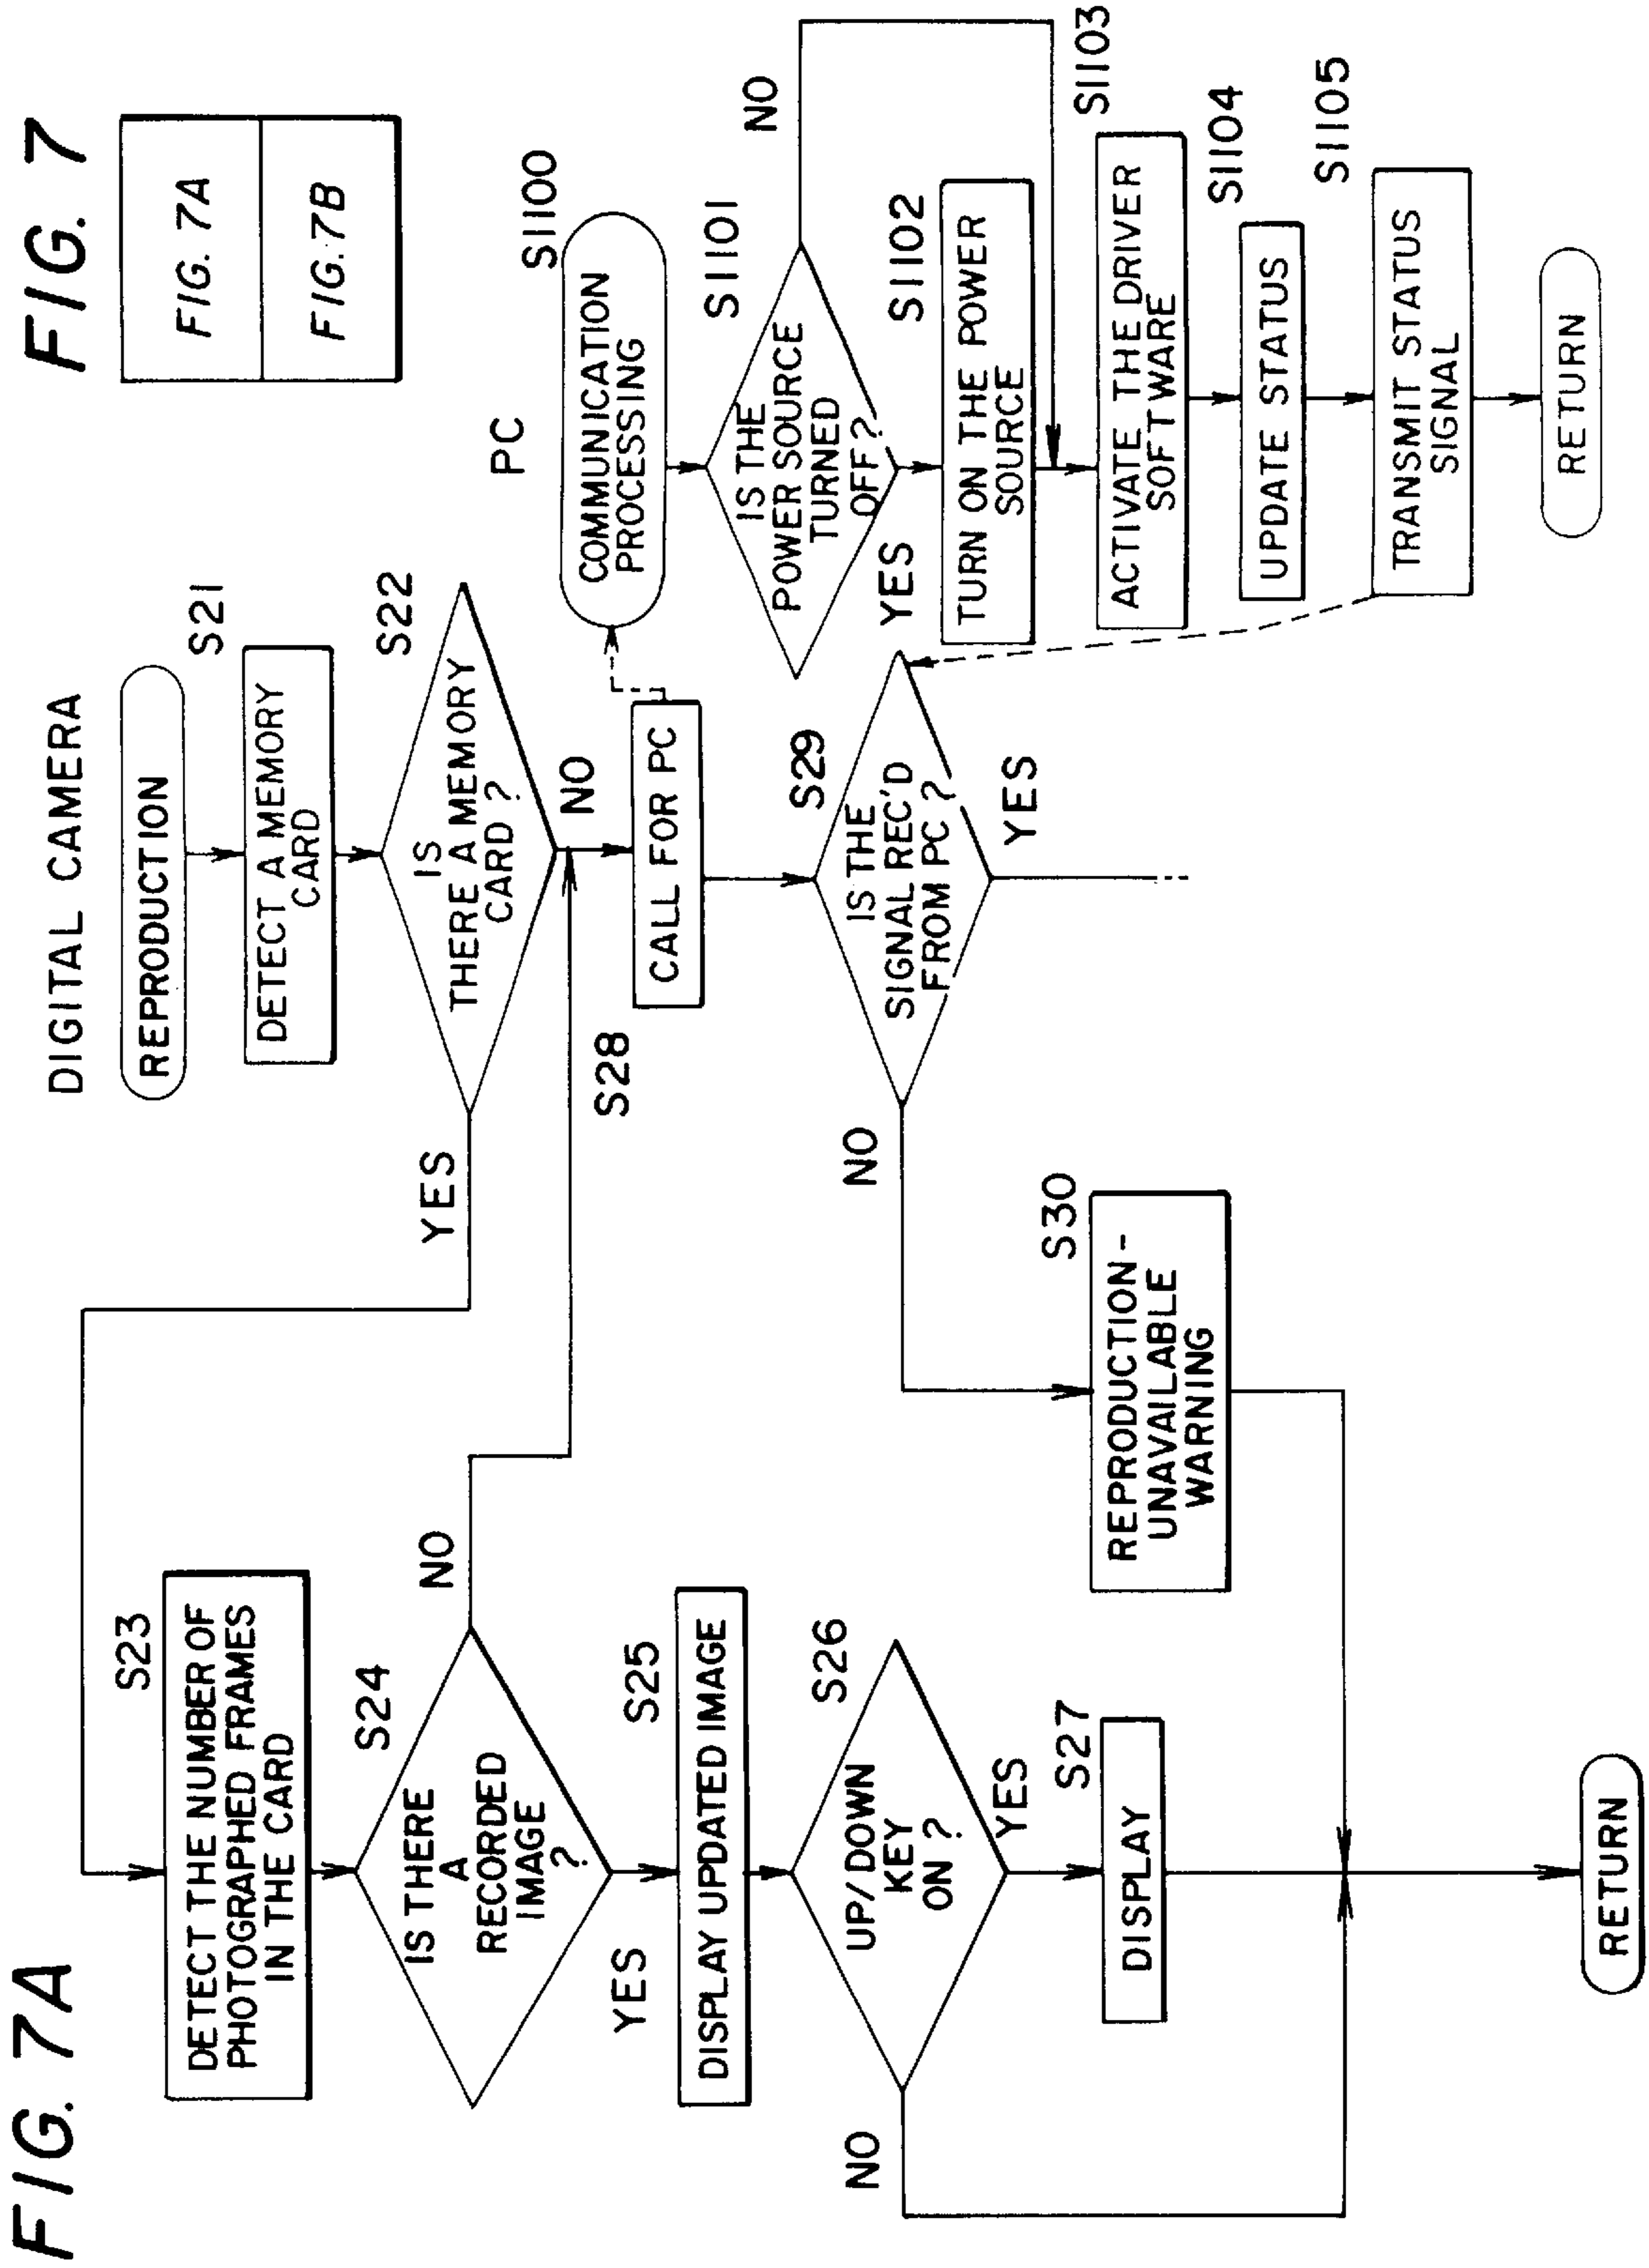 FIG. 7A
FIG. 7
FIG. 7A
FIG. 7B
DIGITAL CAMERA
REPRODUCTION
S21
DETECT A MEMORY
CARD
S22
IS
THERE A MEMORY
CARD ?
YES
NO
S23
DETECT THE NUMBER OF
PHOTOGRAPHED FRAMES
IN THE CARD
S24
IS THERE
A
RECORDED
IMAGE
?
NO
YES
S25
DISPLAY UPDATED IMAGE
S26
UP/DOWN
KEY
ON ?
NO
YES
S27
DISPLAY
S28
CALL FOR PC
S29
IS THE
SIGNAL REC'D
FROM PC ?
NO
YES
S30
REPRODUCTION-
UNAVAILABLE
WARNING
RETURN
PC
S1100
COMMUNICATION
PROCESSING
S1101
IS THE
POWER SOURCE
TURNED
OFF ?
NO
YES
S1102
TURN ON THE POWER
SOURCE
S1103
ACTIVATE THE DRIVER
SOFTWARE
S1104
UPDATE STATUS
S1105
TRANSMIT STATUS
SIGNAL
RETURN